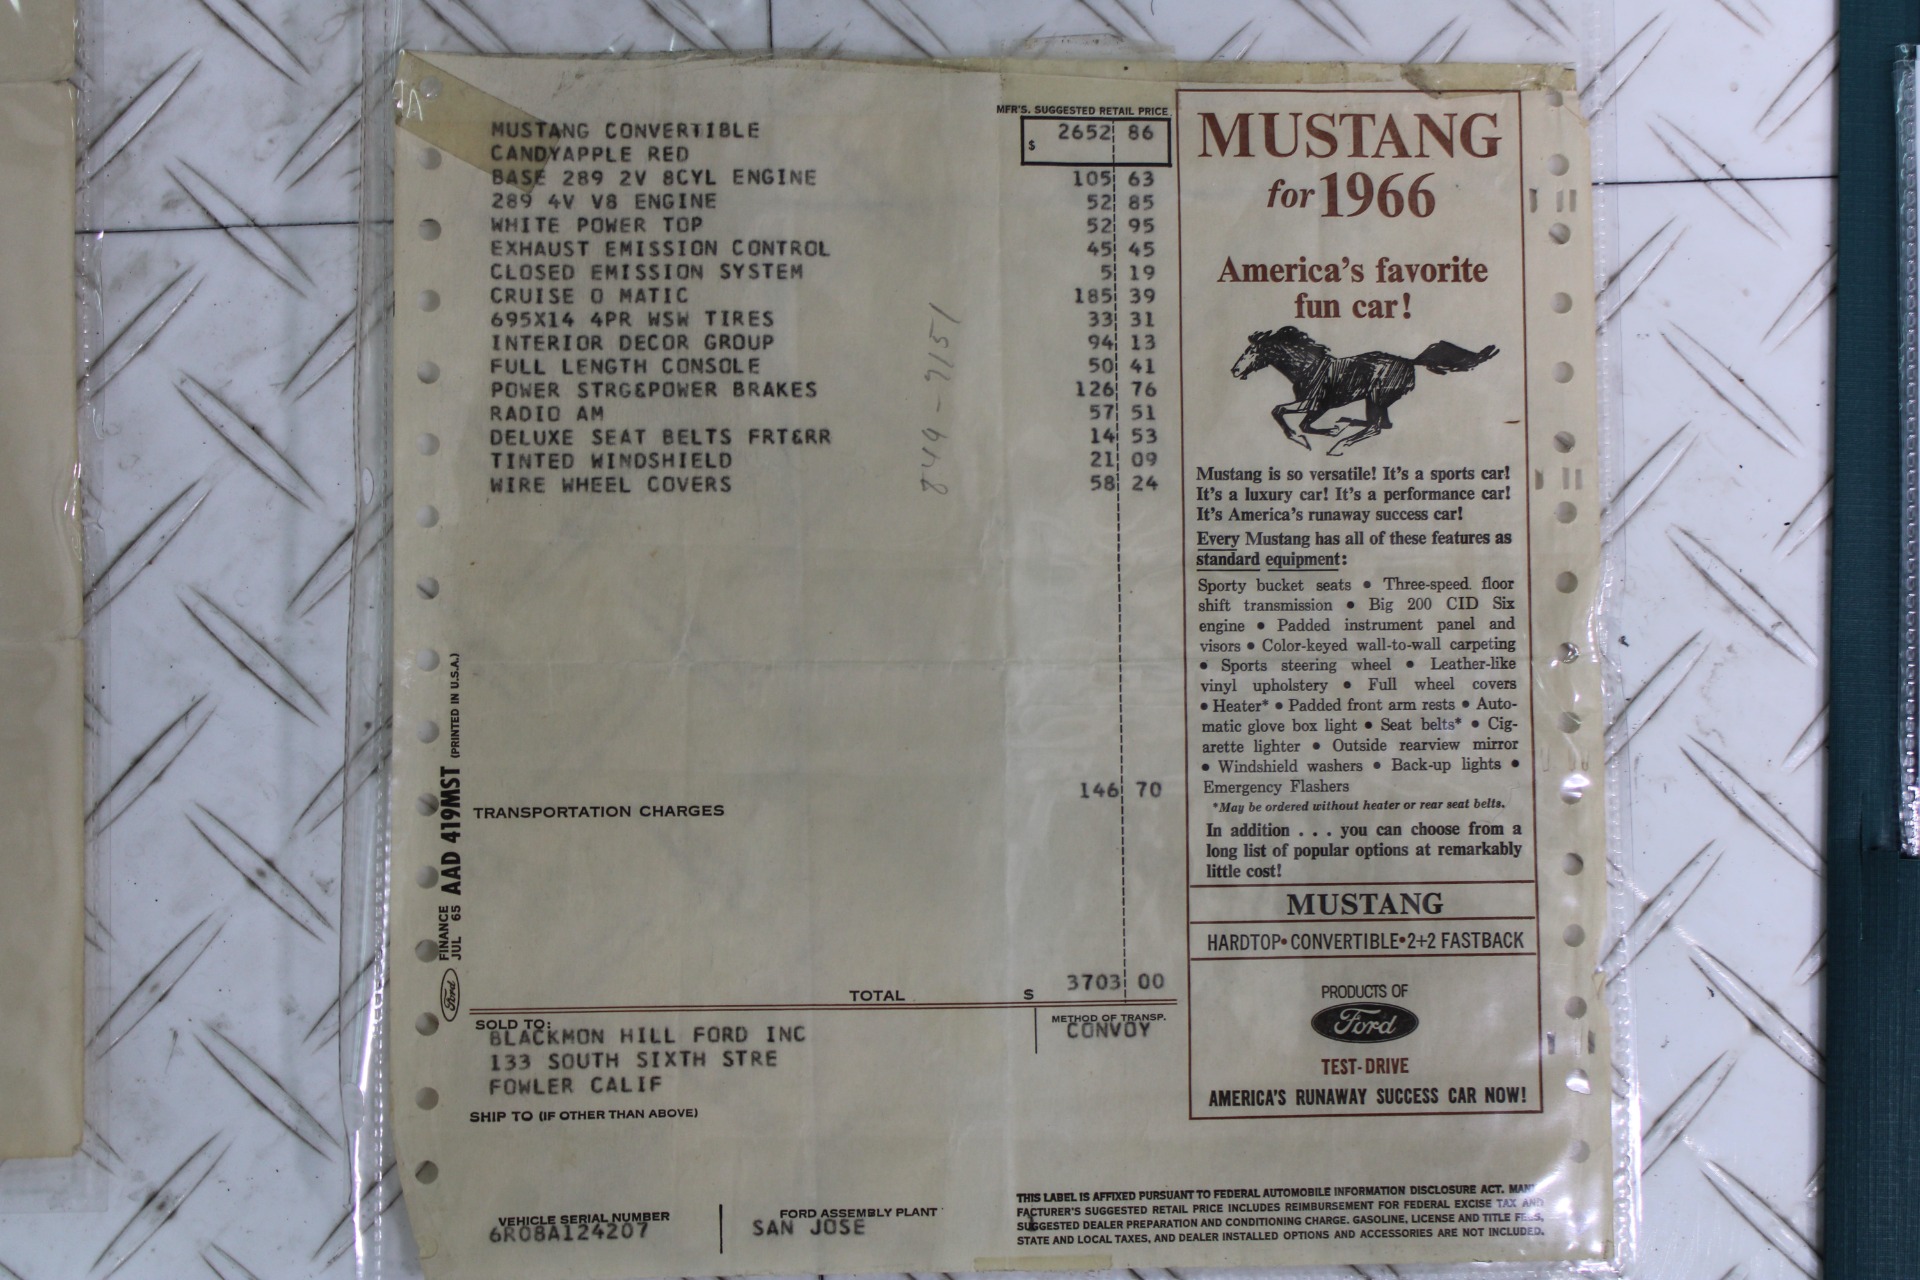 MFR'S. SUGGESTED RETAIL PRICE
MUSTANG CONVERTIBLE $ 2652 86
CANDYAPPLE RED
BASE 289 2V 8CYL ENGINE 105 63
289 4V V8 ENGINE 52 85
WHITE POWER TOP 52 95
EXHAUST EMISSION CONTROL 45 45
CLOSED EMISSION SYSTEM 5 19
CRUISE O MATIC 185 39
695X14 4PR WSW TIRES 33 31
INTERIOR DECOR GROUP 94 13
FULL LENGTH CONSOLE 50 41
POWER STRG&POWER BRAKES 126 76
RADIO AM 57 51
DELUXE SEAT BELTS FRT&RR 14 53
TINTED WINDSHIELD 21 09
WIRE WHEEL COVERS 58 24
146 70
TRANSPORTATION CHARGES
TOTAL $ 3703 00
SOLD TO:
BLACKMON HILL FORD INC
133 SOUTH SIXTH STRE
FOWLER CALIF
METHOD OF TRANSP.
CONVOY
SHIP TO (IF OTHER THAN ABOVE)
VEHICLE SERIAL NUMBER
6R08A124207
FORD ASSEMBLY PLANT
SAN JOSE
Ford
FINANCE
JUL 65
AAD 419MST (PRINTED IN U.S.A.)
MUSTANG
for 1966
America's favorite
fun car!
Mustang is so versatile! It's a sports car!
It's a luxury car! It's a performance car!
It's America's runaway success car!
Every Mustang has all of these features as
standard equipment:
Sporty bucket seats • Three-speed floor
shift transmission • Big 200 CID Six
engine • Padded instrument panel and
visors • Color-keyed wall-to-wall carpeting
• Sports steering wheel • Leather-like
vinyl upholstery • Full wheel covers
• Heater* • Padded front arm rests • Auto-
matic glove box light • Seat belts* • Cig-
arette lighter • Outside rearview mirror
• Windshield washers • Back-up lights •
Emergency Flashers
*May be ordered without heater or rear seat belts.
In addition . . . you can choose from a
long list of popular options at remarkably
little cost!
MUSTANG
HARDTOP•CONVERTIBLE•2+2 FASTBACK
PRODUCTS OF
Ford
TEST-DRIVE
AMERICA'S RUNAWAY SUCCESS CAR NOW!
THIS LABEL IS AFFIXED PURSUANT TO FEDERAL AUTOMOBILE INFORMATION DISCLOSURE ACT. MANU-
FACTURER'S SUGGESTED RETAIL PRICE INCLUDES REIMBURSEMENT FOR FEDERAL EXCISE TAX AND
SUGGESTED DEALER PREPARATION AND CONDITIONING CHARGE. GASOLINE, LICENSE AND TITLE FEES,
STATE AND LOCAL TAXES, AND DEALER INSTALLED OPTIONS AND ACCESSORIES ARE NOT INCLUDED.